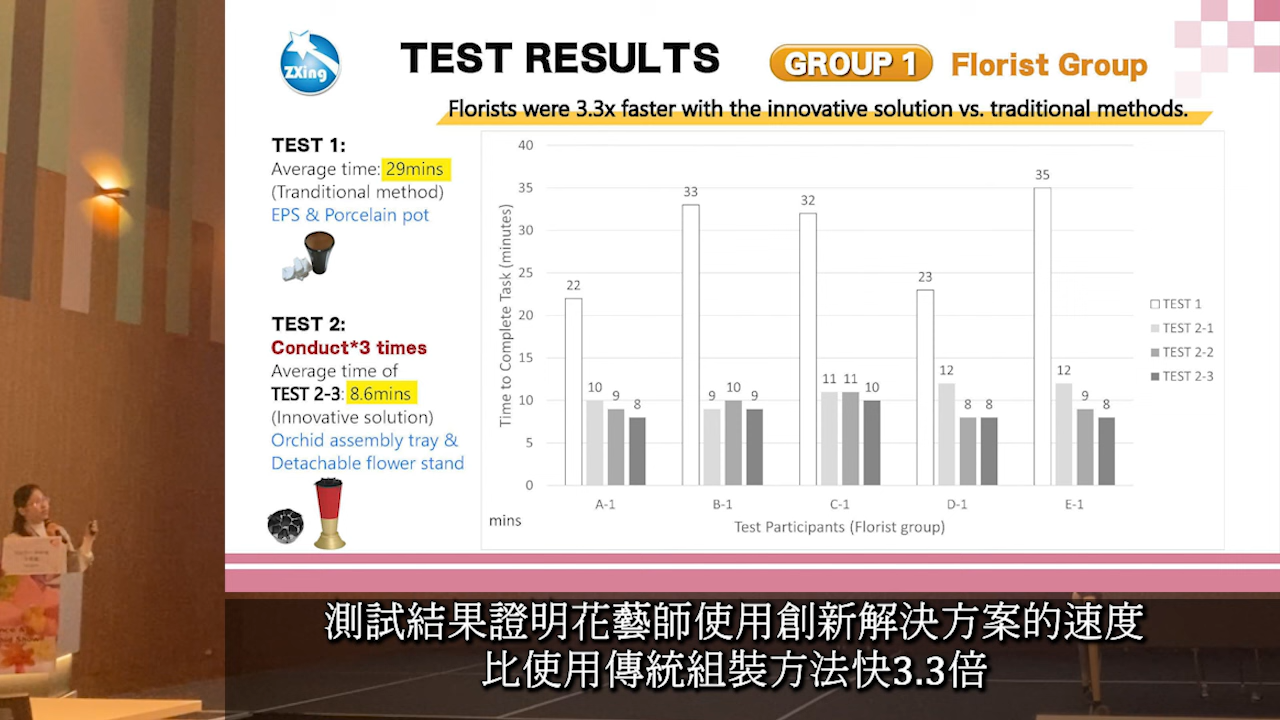 ZXing
TEST RESULTS
GROUP 1
Florist Group
Florists were 3.3x faster with the innovative solution vs. traditional methods.
TEST 1:
Average time: 29mins
(Tranditional method)
EPS & Porcelain pot
TEST 2:
Conduct*3 times
Average time of
TEST 2-3: 8.6mins
(Innovative solution)
Orchid assembly tray &
Detachable flower stand
Time to Complete Task (minutes)
40
35
30
25
20
15
10
5
0
22
10
9
8
33
9
10
9
32
11
11
10
23
12
8
8
35
12
9
8
A-1
B-1
C-1
D-1
E-1
mins
Test Participants (Florist group)
TEST 1
TEST 2-1
TEST 2-2
TEST 2-3
測試結果證明花藝師使用創新解決方案的速度
比使用傳統組裝方法快3.3倍